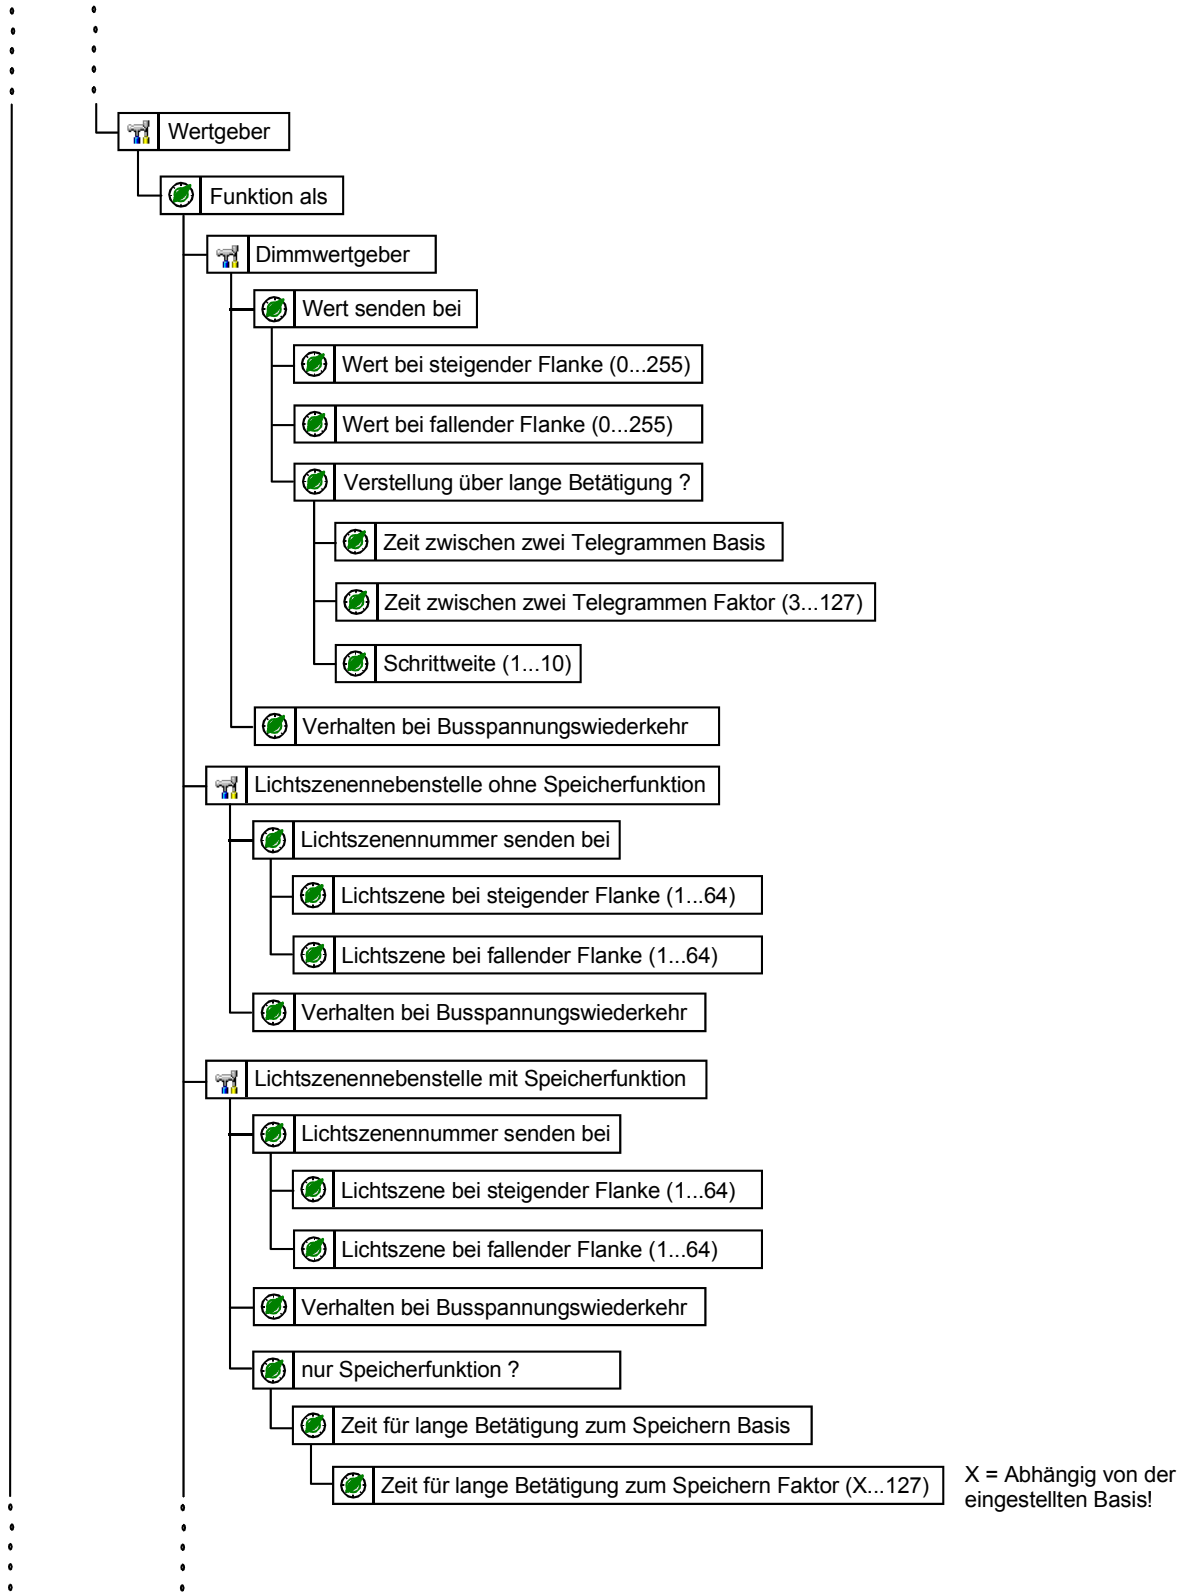 Wertgeber
Funktion als
Dimmwertgeber
Wert senden bei
Wert bei steigender Flanke (0...255)
Wert bei fallender Flanke (0...255)
Verstellung über lange Betätigung ?
Zeit zwischen zwei Telegrammen Basis
Zeit zwischen zwei Telegrammen Faktor (3...127)
Schrittweite (1...10)
Verhalten bei Busspannungswiederkehr
Lichtszenennebenstelle ohne Speicherfunktion
Lichtszenennummer senden bei
Lichtszene bei steigender Flanke (1...64)
Lichtszene bei fallender Flanke (1...64)
Verhalten bei Busspannungswiederkehr
Lichtszenennebenstelle mit Speicherfunktion
Lichtszenennummer senden bei
Lichtszene bei steigender Flanke (1...64)
Lichtszene bei fallender Flanke (1...64)
Verhalten bei Busspannungswiederkehr
nur Speicherfunktion ?
Zeit für lange Betätigung zum Speichern Basis
Zeit für lange Betätigung zum Speichern Faktor (X...127)
X = Abhängig von der
eingestellten Basis!